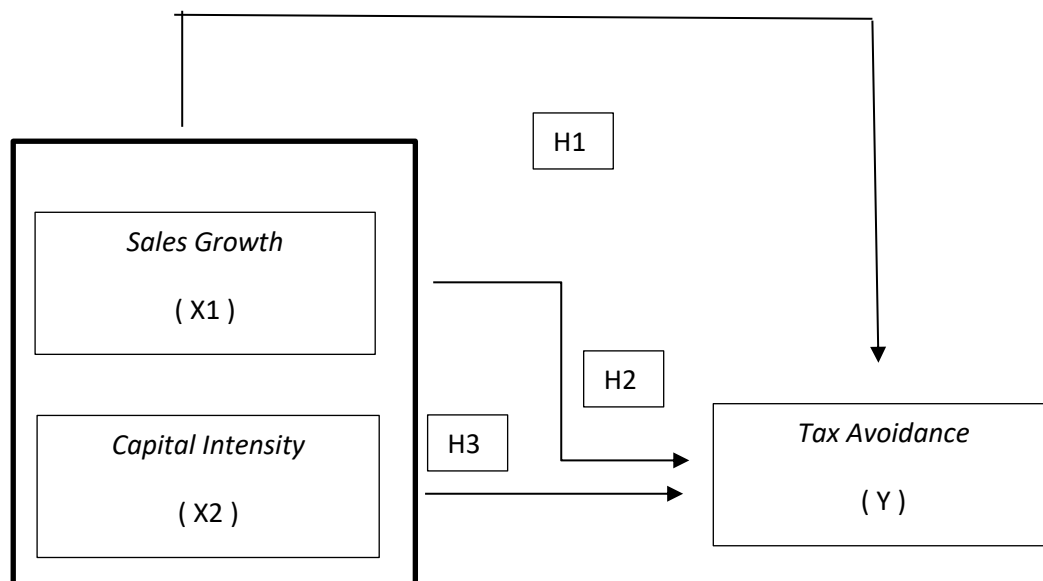 H1
Sales Growth
( X1 )
H2
Capital Intensity
( X2 )
H3
Tax Avoidance
( Y )